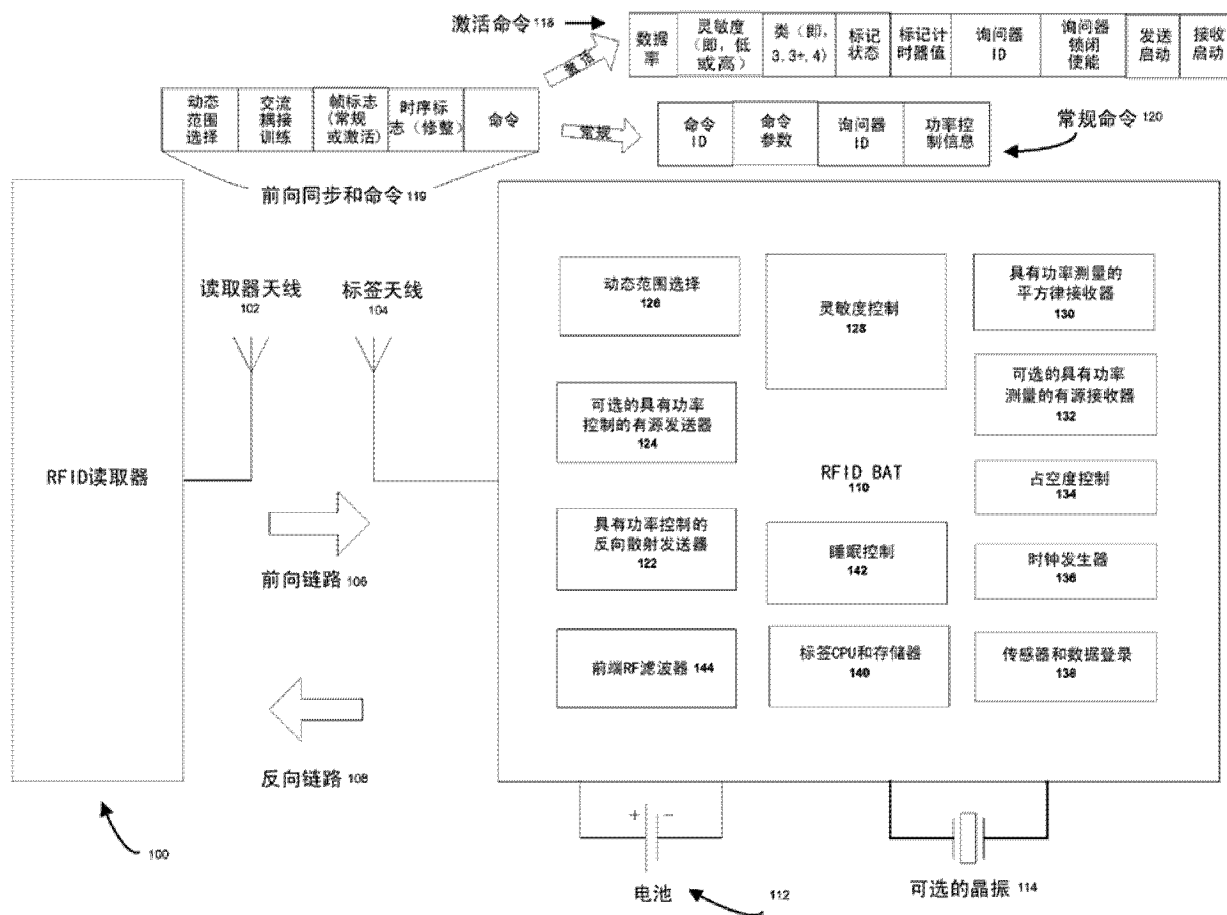 激活命令 118
数据
率
灵敏度
(即, 低
或高)
类(即,
3,3+,4)
标记
状态
标记计
时器值
询问器
ID
询问器
锁闭
使能
发送
启动
接收
启动
激活
动态
范围
选择
交流
耦接
训练
帧标志
(常规
或激活)
时序标
志(修整)
命令
常规
命令
ID
命令
参数
询问器
ID
功率控
制信息
常规命令 120
前向同步和命令 119
RFID读取器
读取器天线
102
标签天线
104
前向链路 106
反向链路 108
100
动态范围选择
126
灵敏度控制
128
具有功率测量的
平方律接收器
130
可选的具有功率
控制的有源发送器
124
可选的具有功率
测量的有源接收器
132
RFID BAT
110
占空度控制
134
具有功率控制的
反向散射发送器
122
睡眠控制
142
时钟发生器
136
前端RF滤波器 144
标签CPU和存储器
140
传感器和数据登录
138
+ −
电池
112
可选的晶振 114